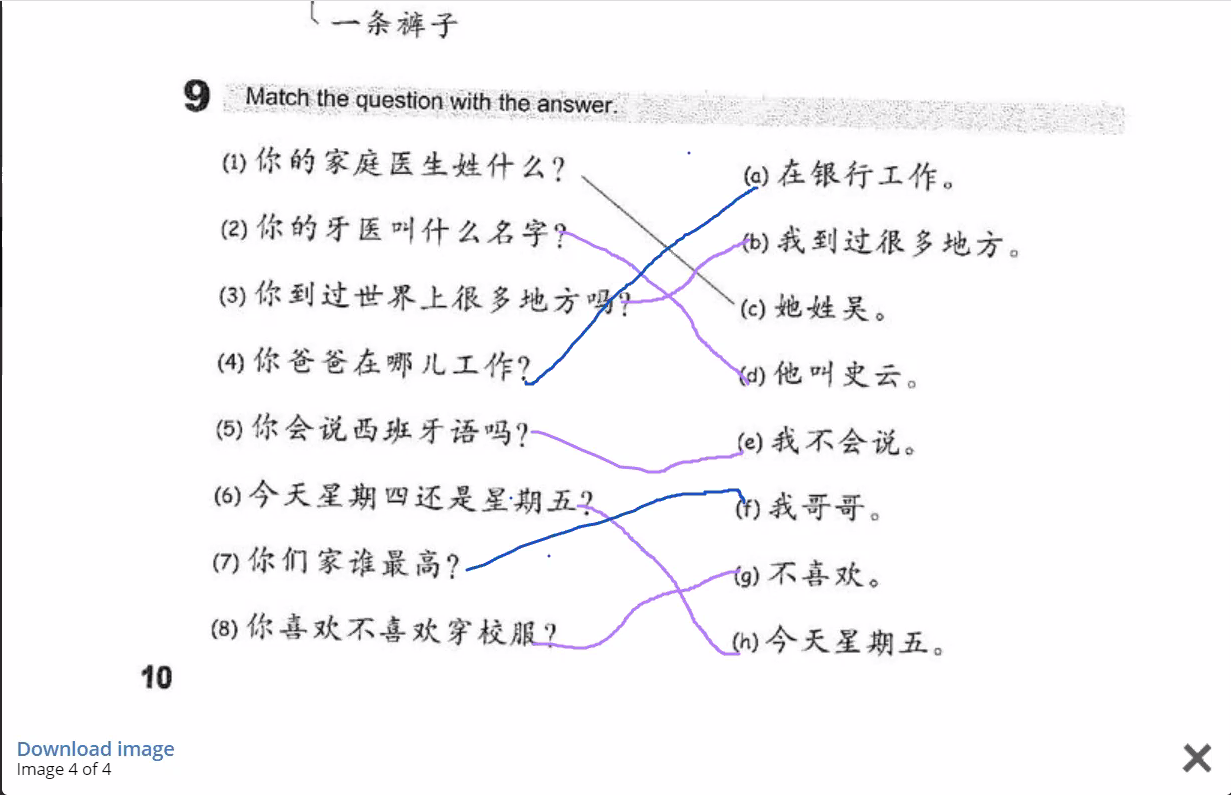 一条裤子
9 Match the question with the answer.
(1) 你的家庭医生姓什么?
(a) 在银行工作。
(2) 你的牙医叫什么名字?
(b) 我到过很多地方。
(3) 你到过世界上很多地方吗?
(c) 她姓吴。
(4) 你爸爸在哪儿工作?
(d) 他叫史云。
(5) 你会说西班牙语吗?
(e) 我不会说。
(6) 今天星期四还是星期五?
(f) 我哥哥。
(7) 你们家谁最高?
(g) 不喜欢。
(8) 你喜欢不喜欢穿校服?
(h) 今天星期五。
10
Download image
Image 4 of 4